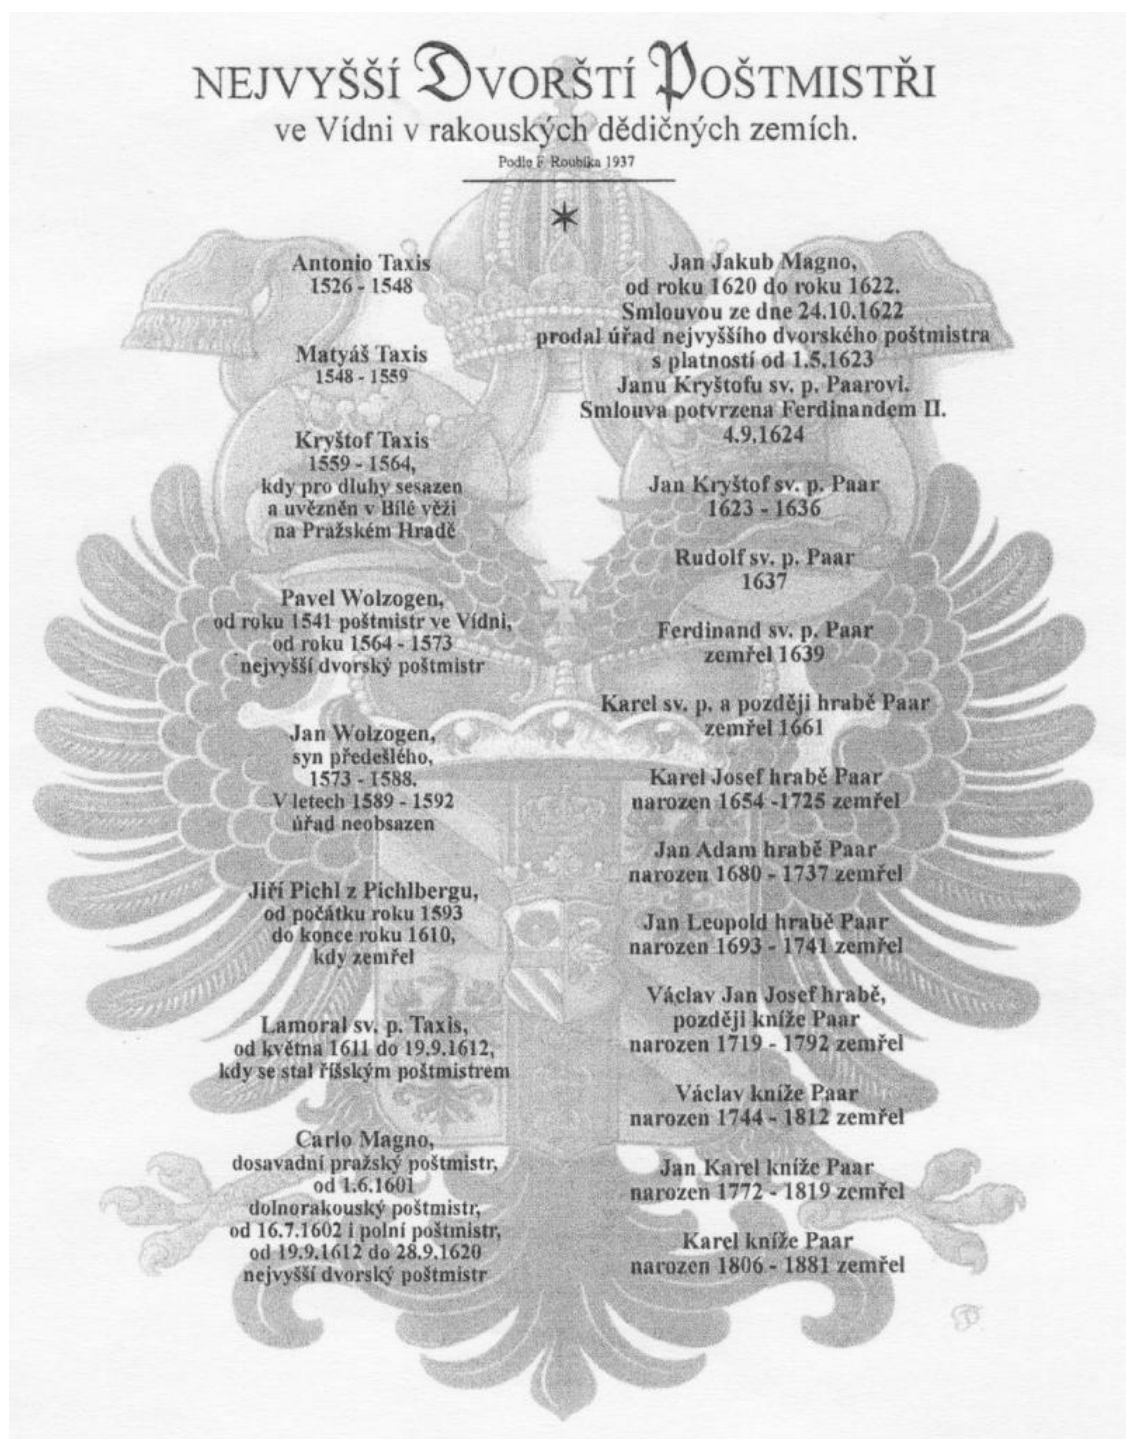 NEJVYŠŠÍ DVORŠTÍ POŠTMISTŘI
ve Vídni v rakouských dědičných zemích.
Podle F. Roubíka 1937
Antonio Taxis
1526 - 1548
Matyáš Taxis
1548 - 1559
Kryštof Taxis
1559 - 1564,
kdy pro dluhy sesazen
a uvězněn v Bílé věži
na Pražském Hradě
Pavel Wolzogen,
od roku 1541 poštmistr ve Vídni,
od roku 1564 - 1573
nejvyšší dvorský poštmistr
Jan Wolzogen,
syn předešlého,
1573 - 1588.
V letech 1589 - 1592
úřad neobsazen
Jiří Pichl z Pichlbergu,
od počátku roku 1593
do konce roku 1610,
kdy zemřel
Lamoral sv. p. Taxis,
od května 1611 do 19.9.1612,
kdy se stal říšským poštmistrem
Carlo Magno,
dosavadní pražský poštmistr,
od 1.6.1601
dolnorakouský poštmistr,
od 16.7.1602 i polní poštmistr,
od 19.9.1612 do 28.9.1620
nejvyšší dvorský poštmistr
Jan Jakub Magno,
od roku 1620 do roku 1622.
Smlouvou ze dne 24.10.1622
prodal úřad nejvyššího dvorského poštmistra
s platností od 1.5.1623
Janu Kryštofu sv. p. Paarovi.
Smlouva potvrzena Ferdinandem II.
4.9.1624
Jan Kryštof sv. p. Paar
1623 - 1636
Rudolf sv. p. Paar
1637
Ferdinand sv. p. Paar
zemřel 1639
Karel sv. p. a později hrabě Paar
zemřel 1661
Karel Josef hrabě Paar
narozen 1654 -1725 zemřel
Jan Adam hrabě Paar
narozen 1680 - 1737 zemřel
Jan Leopold hrabě Paar
narozen 1693 - 1741 zemřel
Václav Jan Josef hrabě,
později kníže Paar
narozen 1719 - 1792 zemřel
Václav kníže Paar
narozen 1744 - 1812 zemřel
Jan Karel kníže Paar
narozen 1772 - 1819 zemřel
Karel kníže Paar
narozen 1806 - 1881 zemřel